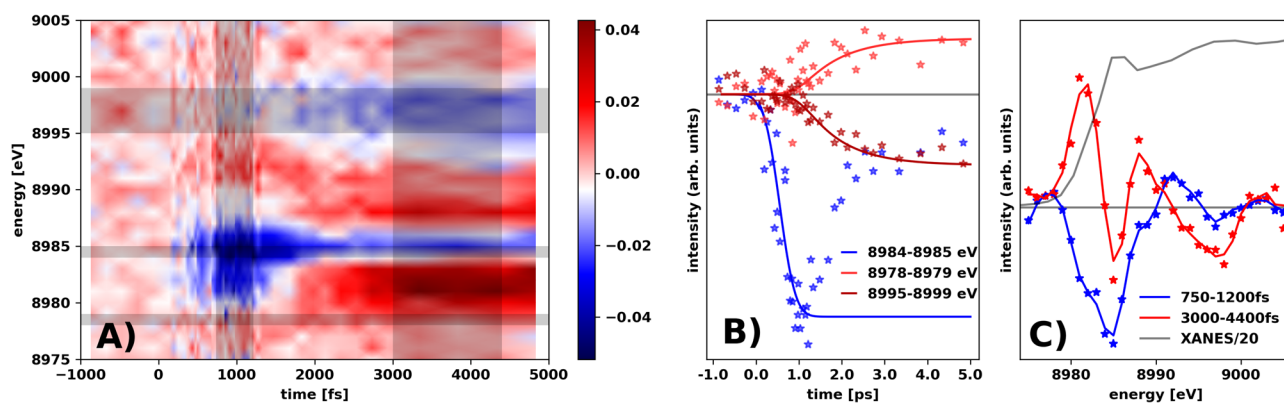 9005
9000
8995
8990
8985
8980
8975
energy [eV]
-1000
0
1000
2000
3000
4000
5000
time [fs]
A)
0.04
0.02
0.00
−0.02
−0.04
intensity (arb. units)
8984-8985 eV
8978-8979 eV
8995-8999 eV
B)
-1.0
0.0
1.0
2.0
3.0
4.0
5.0
time [ps]
intensity (arb. units)
750-1200fs
3000-4400fs
XANES/20
C)
8980
8990
9000
energy [eV]